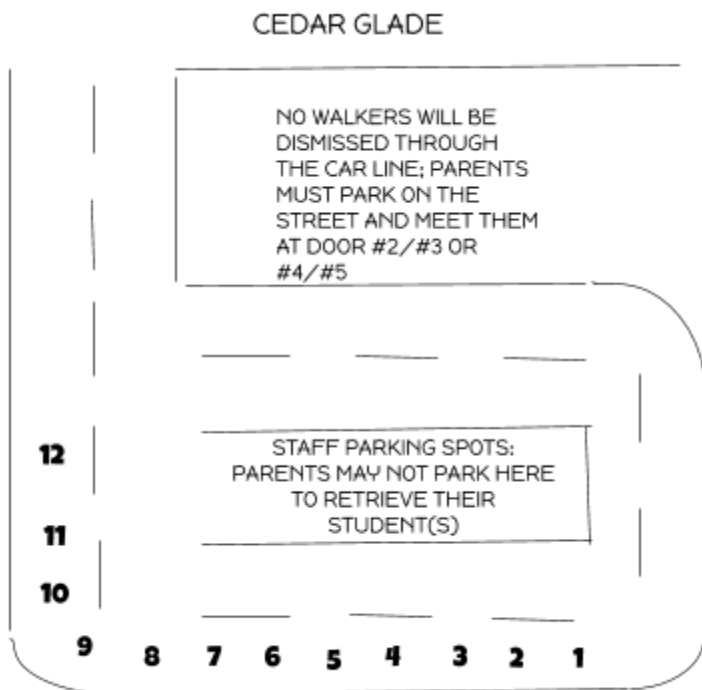 CEDAR GLADE
NO WALKERS WILL BE
DISMISSED THROUGH
THE CAR LINE; PARENTS
MUST PARK ON THE
STREET AND MEET THEM
AT DOOR #2/#3 OR
#4/#5
STAFF PARKING SPOTS:
PARENTS MAY NOT PARK HERE
TO RETRIEVE THEIR
STUDENT(S)
12
11
10
9 8 7 6 5 4 3 2 1